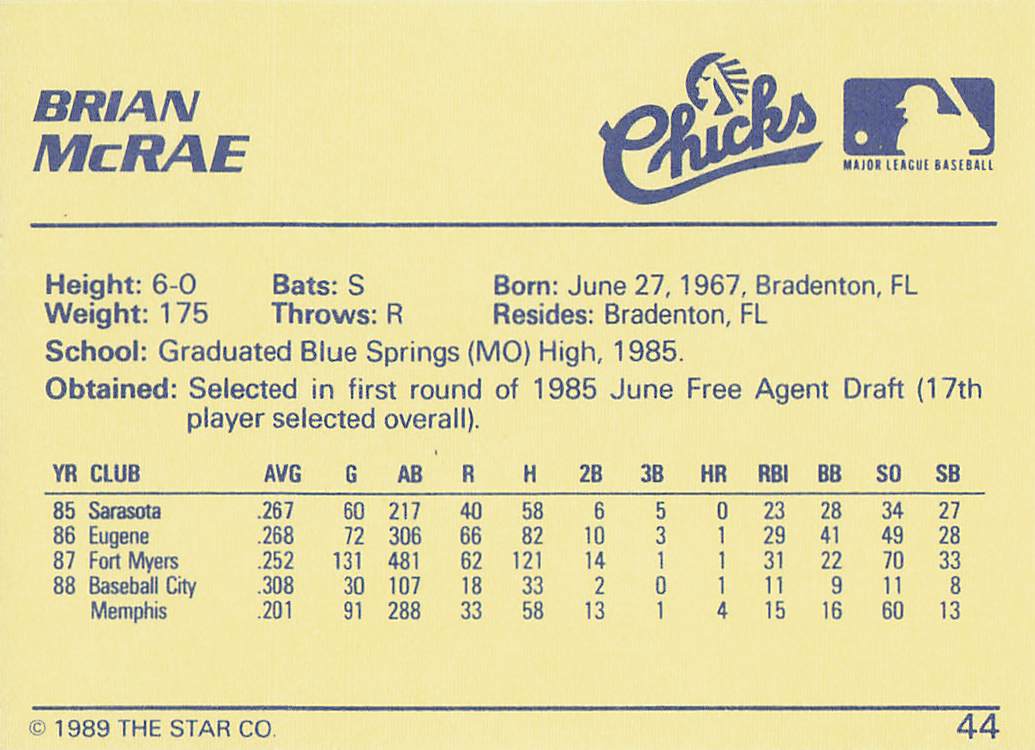 BRIAN
McRAE
Chicks
MAJOR LEAGUE BASEBALL
Height: 6-0 Bats: S Born: June 27, 1967, Bradenton, FL
Weight: 175 Throws: R Resides: Bradenton, FL
School: Graduated Blue Springs (MO) High, 1985.
Obtained: Selected in first round of 1985 June Free Agent Draft (17th
player selected overall).
YR CLUB AVG G AB R H 2B 3B HR RBI BB SO SB
85 Sarasota .267 60 217 40 58 6 5 0 23 28 34 27
86 Eugene .268 72 306 66 82 10 3 1 29 41 49 28
87 Fort Myers .252 131 481 62 121 14 1 1 31 22 70 33
88 Baseball City .308 30 107 18 33 2 0 1 11 9 11 8
Memphis .201 91 288 33 58 13 1 4 15 16 60 13
© 1989 THE STAR CO. 44